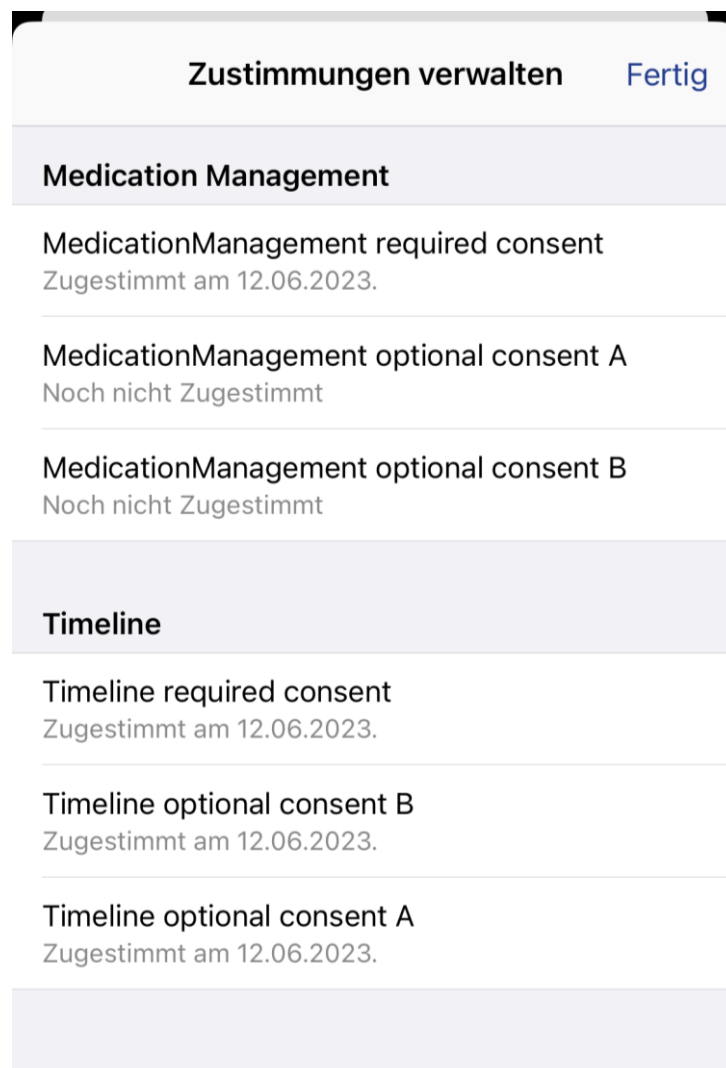 Zustimmungen verwalten Fertig
Medication Management
MedicationManagement required consent
Zugestimmt am 12.06.2023.
MedicationManagement optional consent A
Noch nicht Zugestimmt
MedicationManagement optional consent B
Noch nicht Zugestimmt
Timeline
Timeline required consent
Zugestimmt am 12.06.2023.
Timeline optional consent B
Zugestimmt am 12.06.2023.
Timeline optional consent A
Zugestimmt am 12.06.2023.